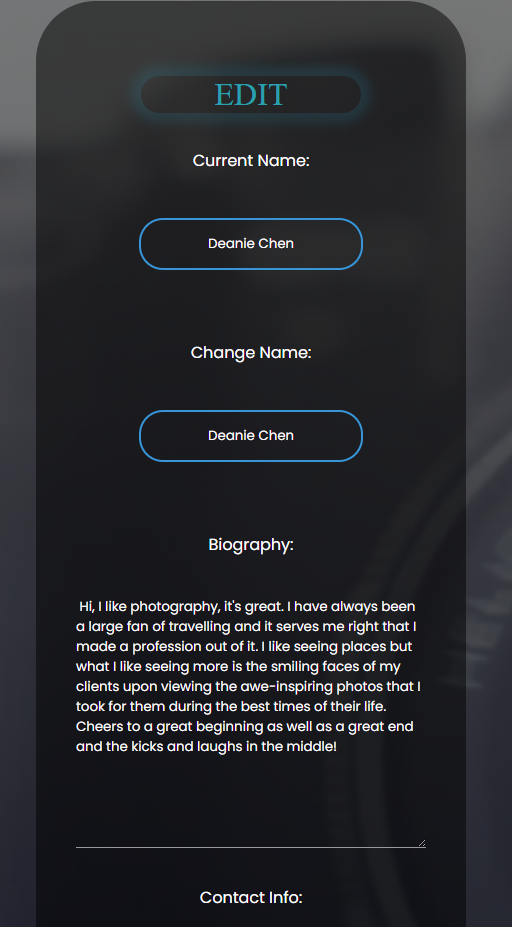 EDIT
Current Name:
Deanie Chen
Change Name:
Deanie Chen
Biography:
Hi, I like photography, it's great. I have always been
a large fan of travelling and it serves me right that I
made a profession out of it. I like seeing places but
what I like seeing more is the smiling faces of my
clients upon viewing the awe-inspiring photos that I
took for them during the best times of their life.
Cheers to a great beginning as well as a great end
and the kicks and laughs in the middle!
Contact Info: